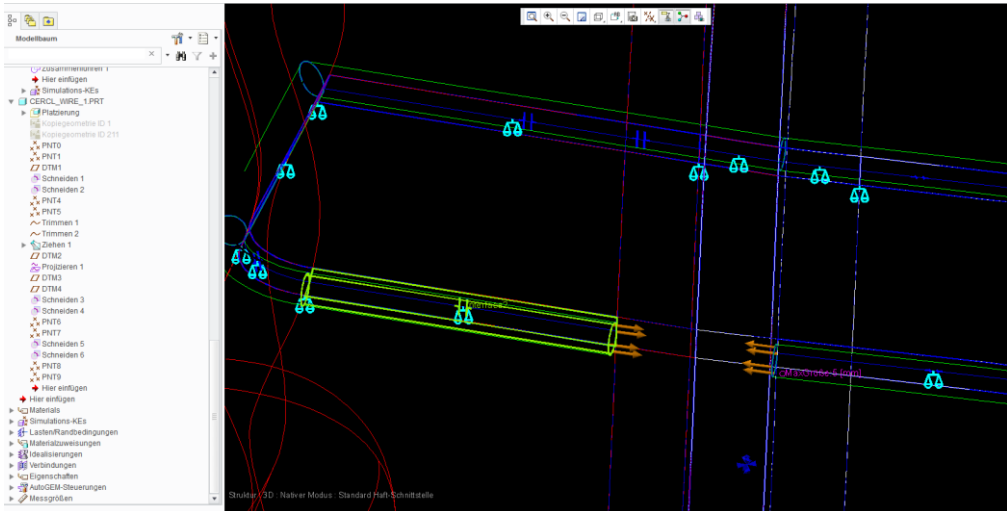 Modellbaum
Zusammenführen 1
Hier einfügen
Simulations-KEs
CERCL_WIRE_1.PRT
Platzierung
Kopiegeometrie ID 1
Kopiegeometrie ID 211
PNT0
PNT1
DTM1
Schneiden 1
Schneiden 2
PNT4
PNT5
Trimmen 1
Trimmen 2
Ziehen 1
DTM2
Projizieren 1
DTM3
DTM4
Schneiden 3
Schneiden 4
PNT6
PNT7
Schneiden 5
Schneiden 6
PNT8
PNT9
Hier einfügen
Hier einfügen
Materials
Simulations-KEs
Lasten/Randbedingungen
Materialzuweisungen
Idealisierungen
Verbindungen
Eigenschaften
AutoGEM-Steuerungen
Messgrößen
Struktur : 3D : Nativer Modus : Standard Haft-Schnittstelle